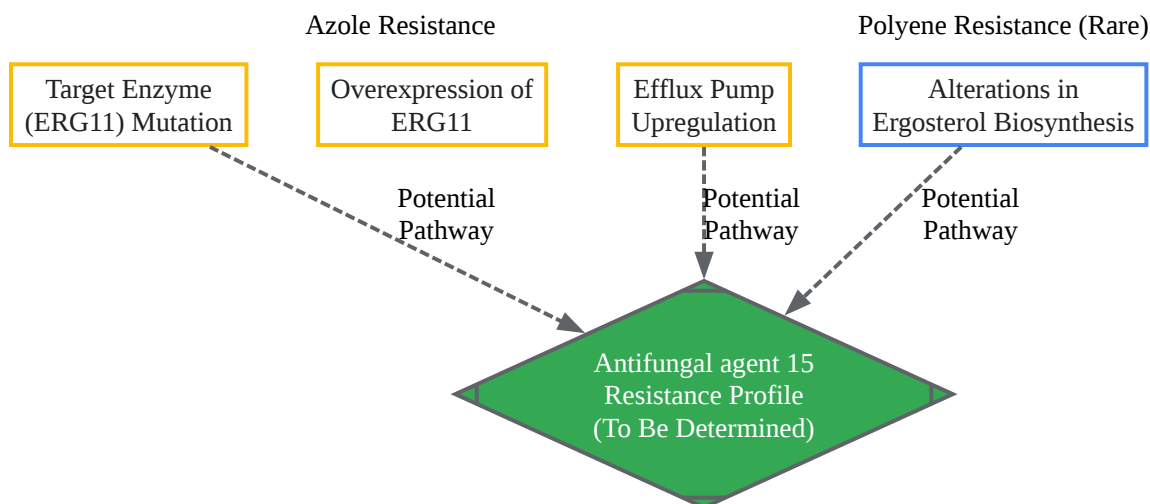 Azole Resistance
Polyene Resistance (Rare)
Target Enzyme
(ERG11) Mutation
Overexpression of
ERG11
Efflux Pump
Upregulation
Alterations in
Ergosterol Biosynthesis
Potential
Pathway
Potential
Pathway
Potential
Pathway
Antifungal agent 15
Resistance Profile
(To Be Determined)